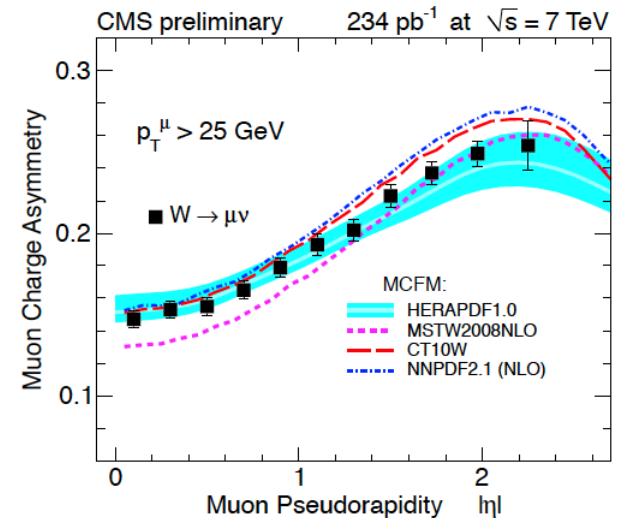 CMS preliminary 234 pb⁻¹ at √s = 7 TeV
0.3
p_T^μ > 25 GeV
W → μν
0.2
MCFM:
HERAPDF1.0
MSTW2008NLO
CT10W
NNPDF2.1 (NLO)
0.1
0 1 2
Muon Pseudorapidity |η|
Muon Charge Asymmetry